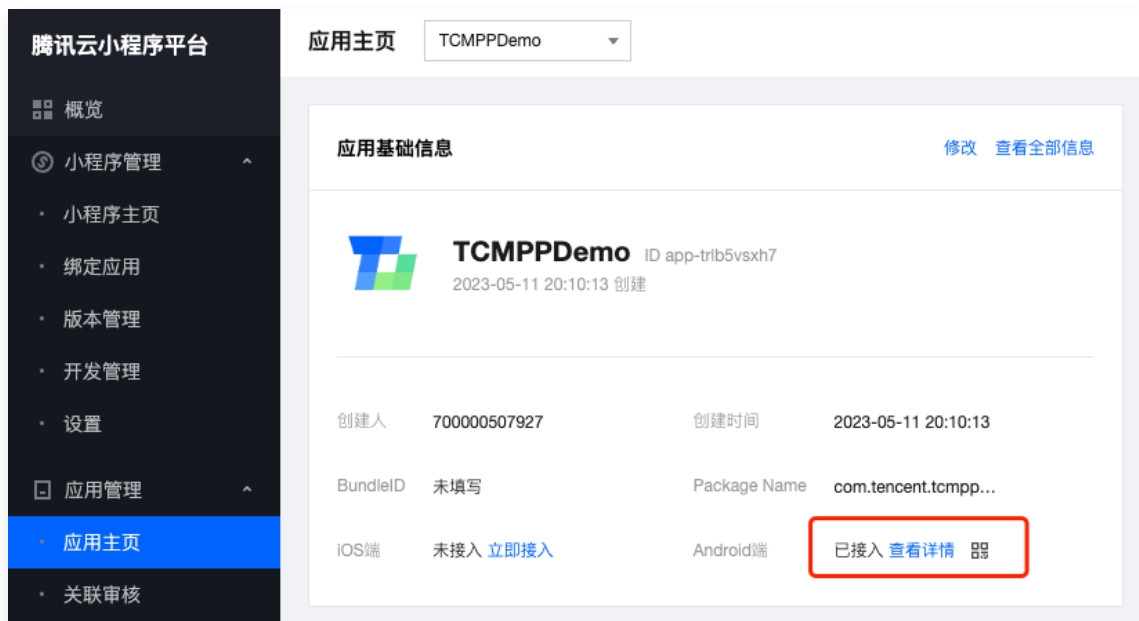 腾讯云小程序平台
概览
小程序管理
小程序主页
绑定应用
版本管理
开发管理
设置
应用管理
应用主页
关联审核
应用主页 TCMPPDemo
应用基础信息 修改 查看全部信息
TCMPPDemo ID app-trlb5vsxh7
2023-05-11 20:10:13 创建
创建人 700000507927 创建时间 2023-05-11 20:10:13
BundleID 未填写 Package Name com.tencent.tcmpp...
iOS端 未接入 立即接入 Android端 已接入 查看详情